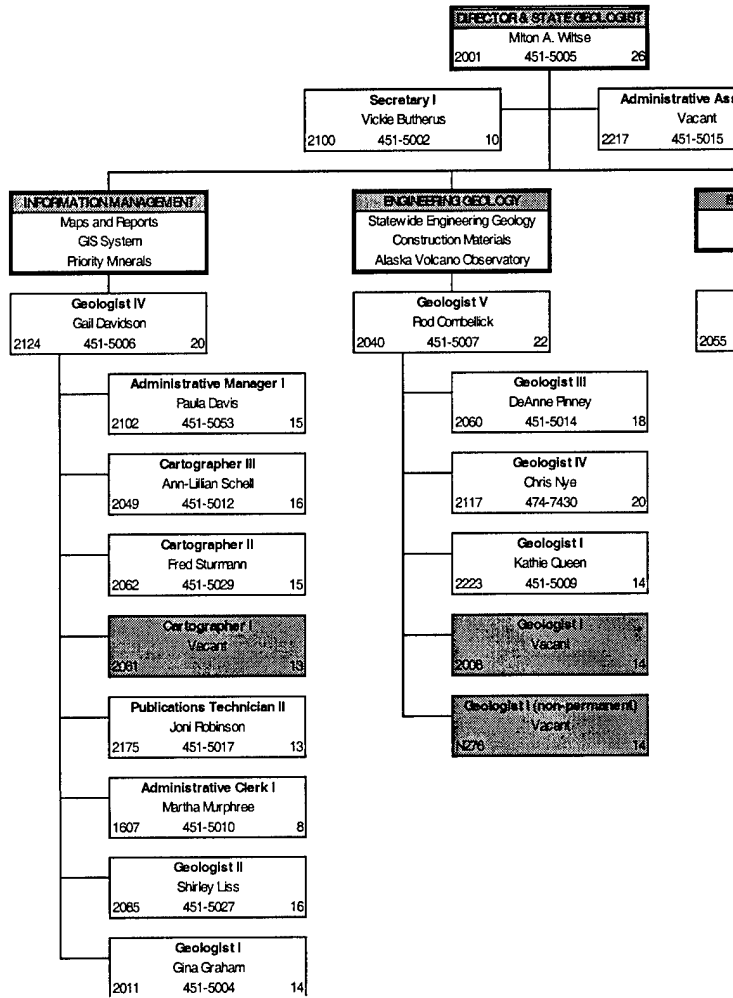 DIRECTOR & STATE GEOLOGIST
Milton A. Wiltse
2001 451-5005 26
Secretary I
Vickie Butherus
2100 451-5002 10
Administrative Ass
Vacant
2217 451-5015
INFORMATION MANAGEMENT
Maps and Reports
GIS System
Priority Minerals
Geologist IV
Gail Davidson
2124 451-5006 20
Administrative Manager I
Paula Davis
2102 451-5053 15
Cartographer III
Ann-Lillian Schell
2049 451-5012 16
Cartographer II
Fred Sturmann
2062 451-5029 15
Cartographer I
Vacant
2061 13
Publications Technician II
Joni Robinson
2175 451-5017 13
Administrative Clerk I
Martha Murphree
1607 451-5010 8
Geologist II
Shirley Liss
2085 451-5027 16
Geologist I
Gina Graham
2011 451-5004 14
ENGINEERING GEOLOGY
Statewide Engineering Geology
Construction Materials
Alaska Volcano Observatory
Geologist V
Rod Combellick
2040 451-5007 22
Geologist III
DeAnne Pinney
2060 451-5014 18
Geologist IV
Chris Nye
2117 474-7430 20
Geologist I
Kathie Queen
2223 451-5009 14
Geologist I
Vacant
2008 14
Geologist I (non-permanent)
Vacant
N276 14
E
2055